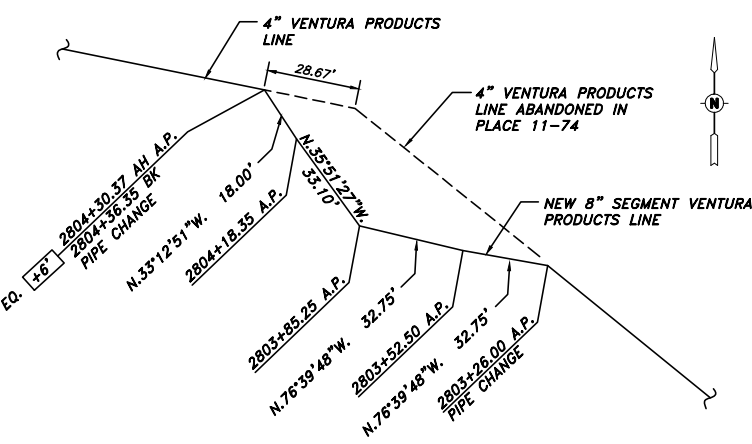 4" VENTURA PRODUCTS
LINE
28.67'
4" VENTURA PRODUCTS
LINE ABANDONED IN
PLACE 11-74
N
NEW 8" SEGMENT VENTURA
PRODUCTS LINE
EQ. +6' 2804+30.37 AH A.P.
2804+36.35 BK
PIPE CHANGE
N.33°12'51"W. 18.00'
2804+18.35 A.P.
N.35°51'27"W.
33.10'
2803+85.25 A.P.
N.76°39'48"W. 32.75'
2803+52.50 A.P.
N.76°39'48"W. 32.75'
2803+26.00 A.P.
PIPE CHANGE